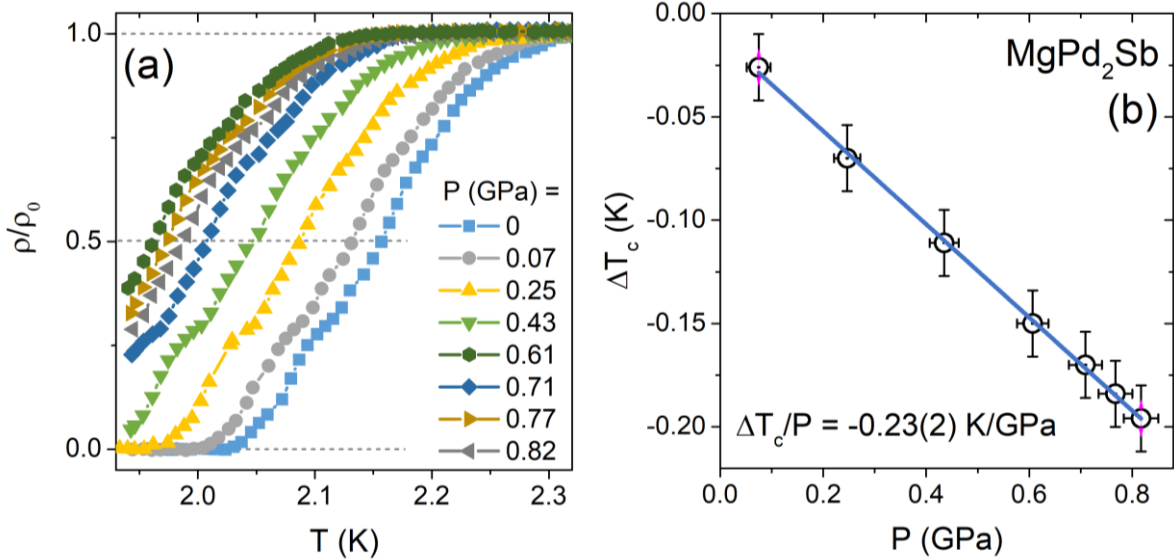 (a)
ρ/ρ₀
1.0
0.5
0.0
P (GPa) =
0
0.07
0.25
0.43
0.61
0.71
0.77
0.82
2.0 2.1 2.2 2.3
T (K)
MgPd₂Sb
(b)
ΔT_c (K)
0.00
-0.05
-0.10
-0.15
-0.20
ΔT_c/P = -0.23(2) K/GPa
0.0 0.2 0.4 0.6 0.8
P (GPa)